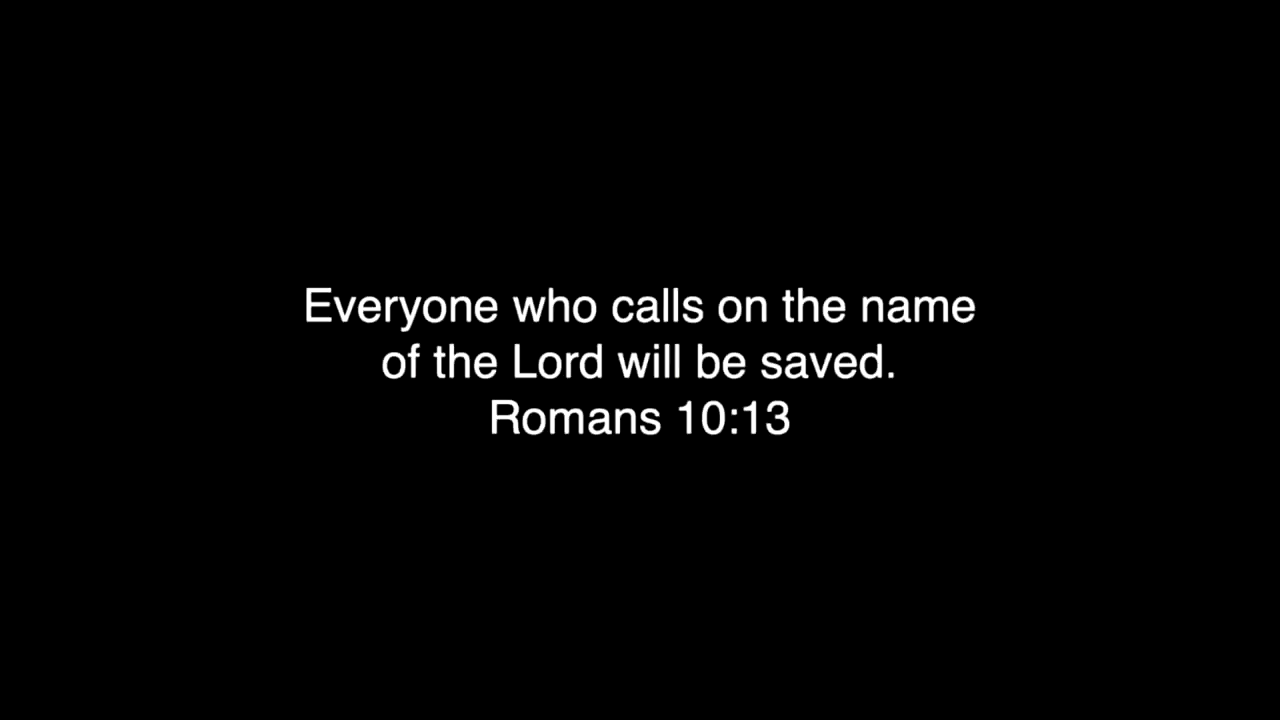 Everyone who calls on the name
of the Lord will be saved.
Romans 10:13